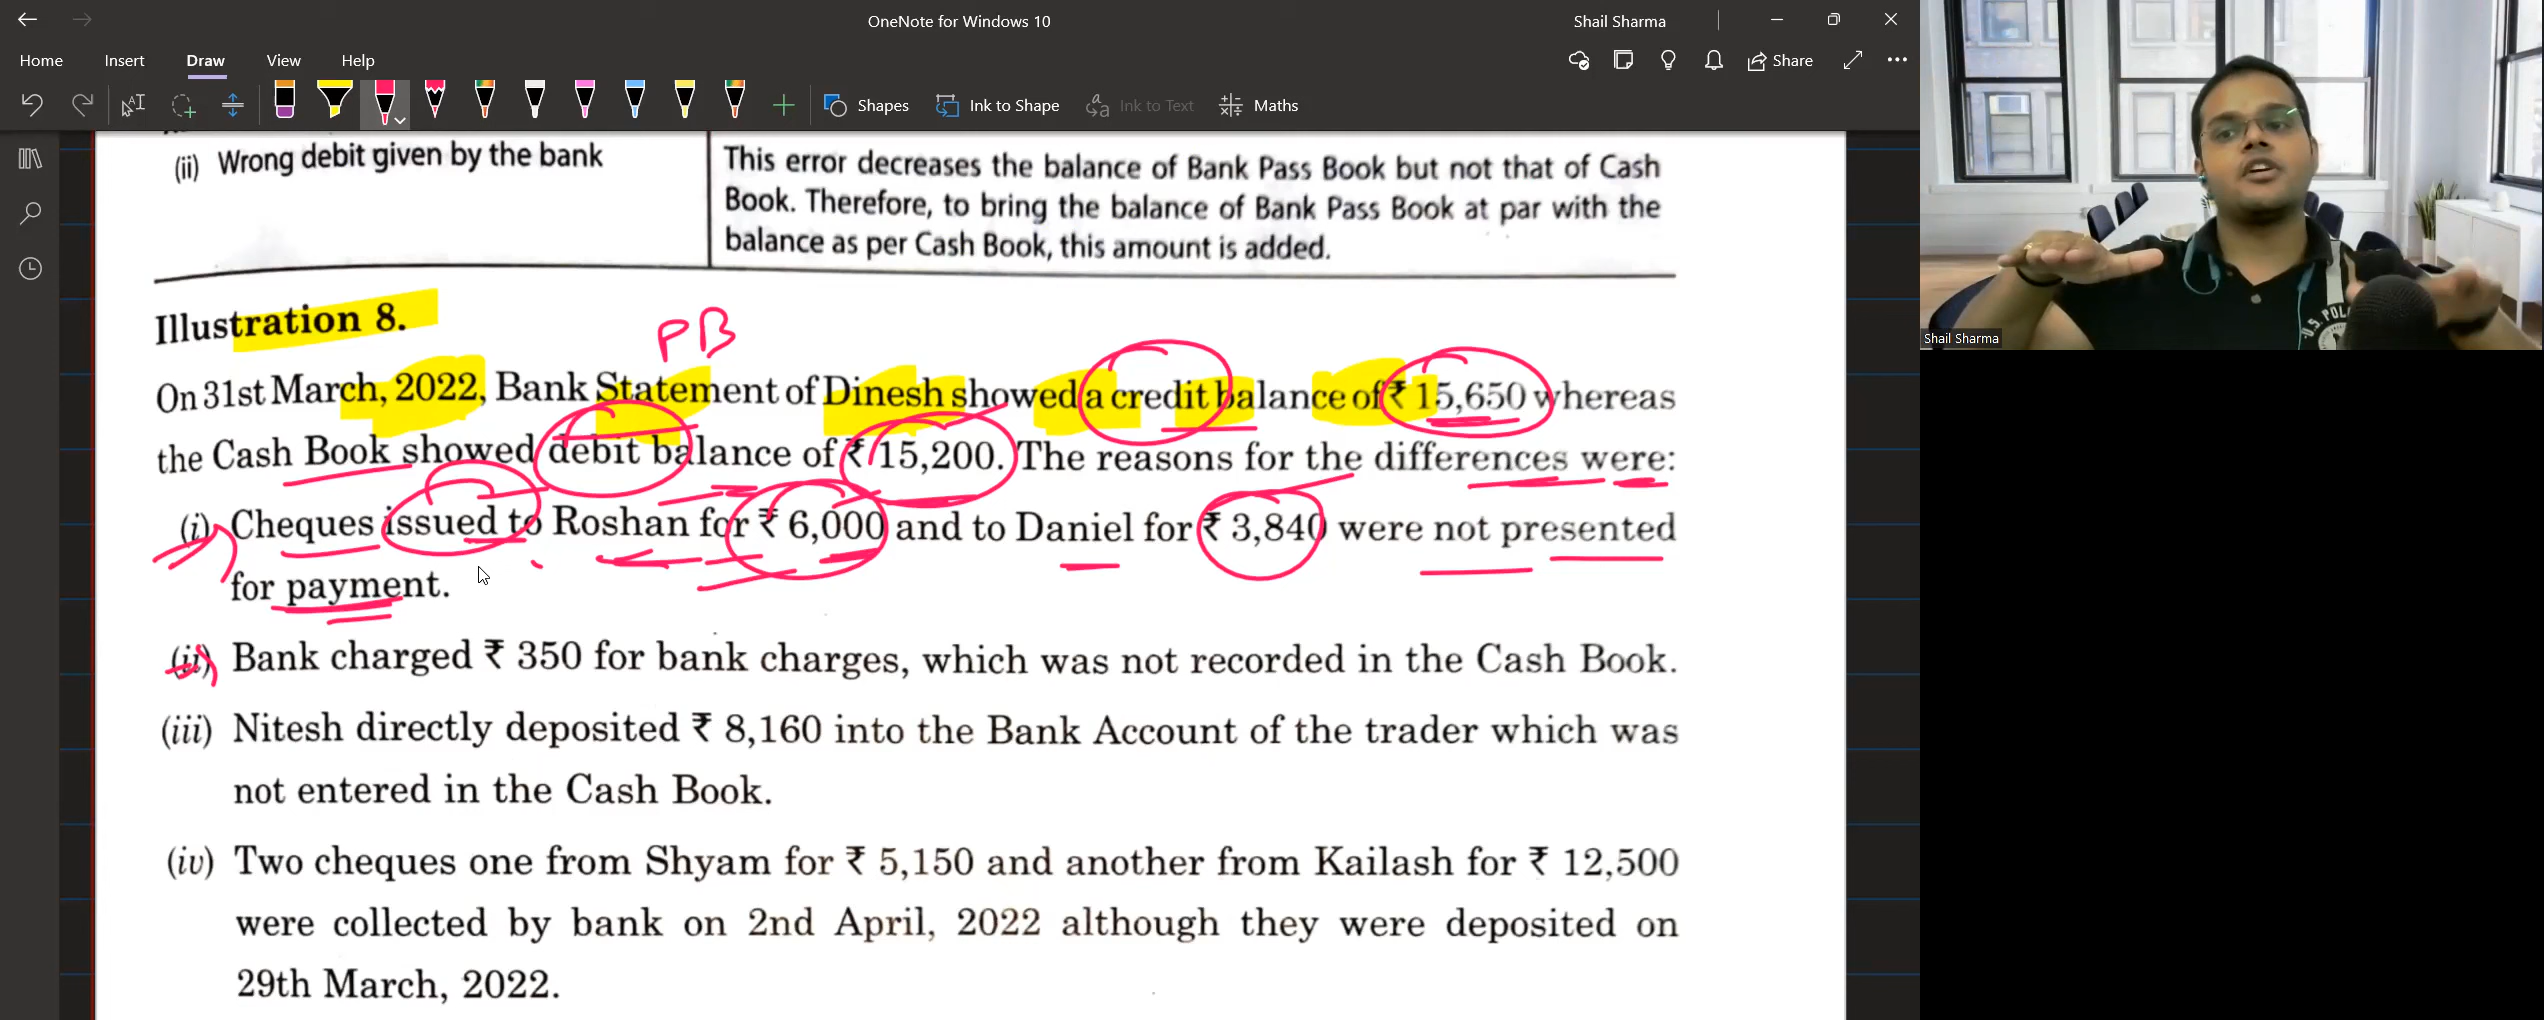 OneNote for Windows 10
Shail Sharma
Home Insert Draw View Help
Share
Shapes Ink to Shape Ink to Text Maths
(ii) Wrong debit given by the bank
This error decreases the balance of Bank Pass Book but not that of Cash
Book. Therefore, to bring the balance of Bank Pass Book at par with the
balance as per Cash Book, this amount is added.
Illustration 8.
PB
On 31st March, 2022, Bank Statement of Dinesh showed a credit balance of ₹ 15,650 whereas
the Cash Book showed debit balance of ₹ 15,200. The reasons for the differences were:
(i) Cheques issued to Roshan for ₹ 6,000 and to Daniel for ₹ 3,840 were not presented
for payment.
(ii) Bank charged ₹ 350 for bank charges, which was not recorded in the Cash Book.
(iii) Nitesh directly deposited ₹ 8,160 into the Bank Account of the trader which was
not entered in the Cash Book.
(iv) Two cheques one from Shyam for ₹ 5,150 and another from Kailash for ₹ 12,500
were collected by bank on 2nd April, 2022 although they were deposited on
29th March, 2022.
U.S. POL
Shail Sharma